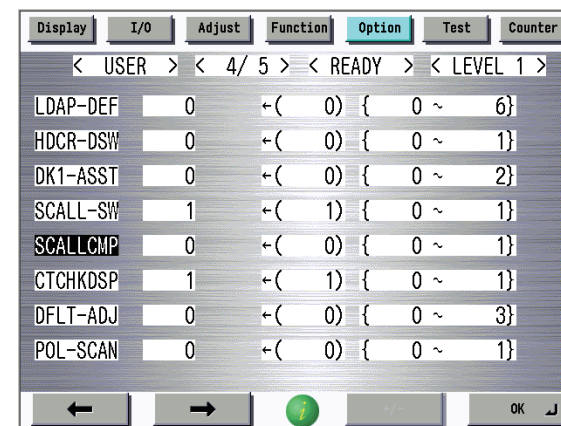 Display I/O Adjust Function Option Test Counter
< USER > < 4/ 5 > < READY > < LEVEL 1 >
LDAP-DEF 0 ←( 0) { 0 ~ 6}
HDCR-DSW 0 ←( 0) { 0 ~ 1}
DK1-ASST 0 ←( 0) { 0 ~ 2}
SCALL-SW 1 ←( 1) { 0 ~ 1}
SCALLCMP 0 ←( 0) { 0 ~ 1}
CTCHKDSP 1 ←( 1) { 0 ~ 1}
DFLT-ADJ 0 ←( 0) { 0 ~ 3}
POL-SCAN 0 ←( 0) { 0 ~ 1}
← → i +/- OK ↵